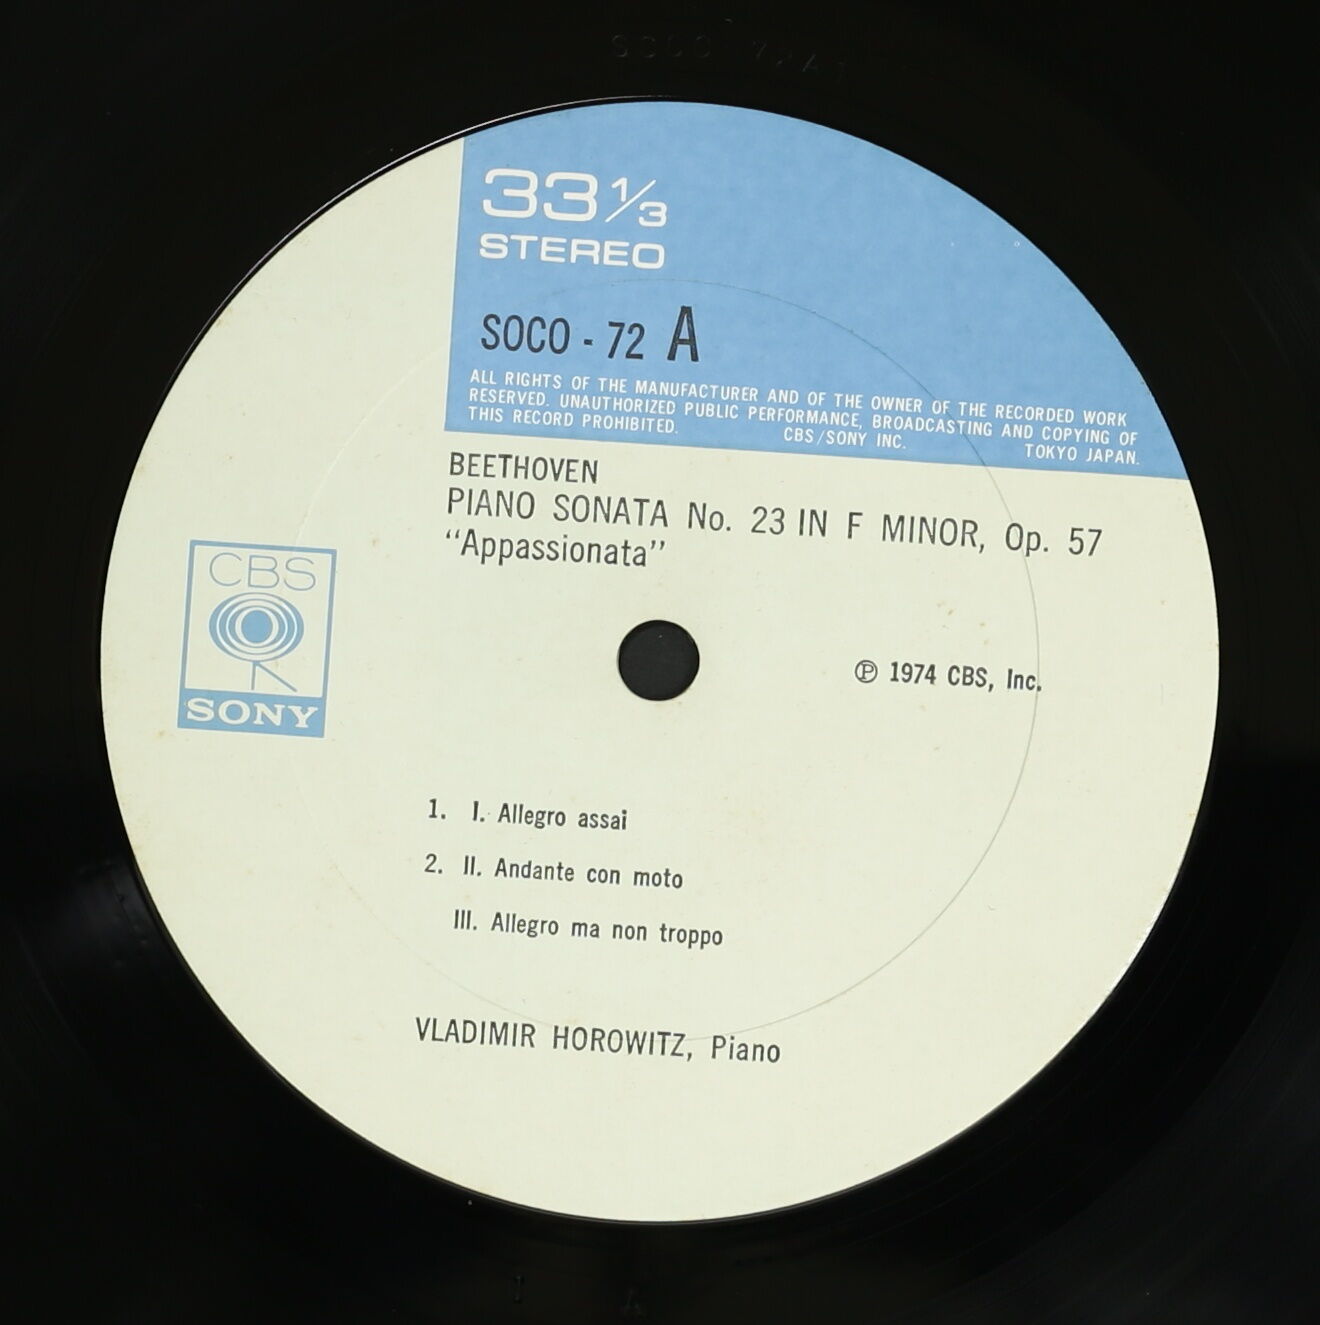 33 1/3
STEREO
SOCO - 72 A
ALL RIGHTS OF THE MANUFACTURER AND OF THE OWNER OF THE RECORDED WORK
RESERVED. UNAUTHORIZED PUBLIC PERFORMANCE, BROADCASTING AND COPYING OF
THIS RECORD PROHIBITED. CBS/SONY INC. TOKYO JAPAN.
BEETHOVEN
PIANO SONATA No. 23 IN F MINOR, Op. 57
“Appassionata”
CBS
SONY
℗ 1974 CBS, Inc.
1. I. Allegro assai
2. II. Andante con moto
III. Allegro ma non troppo
VLADIMIR HOROWITZ, Piano